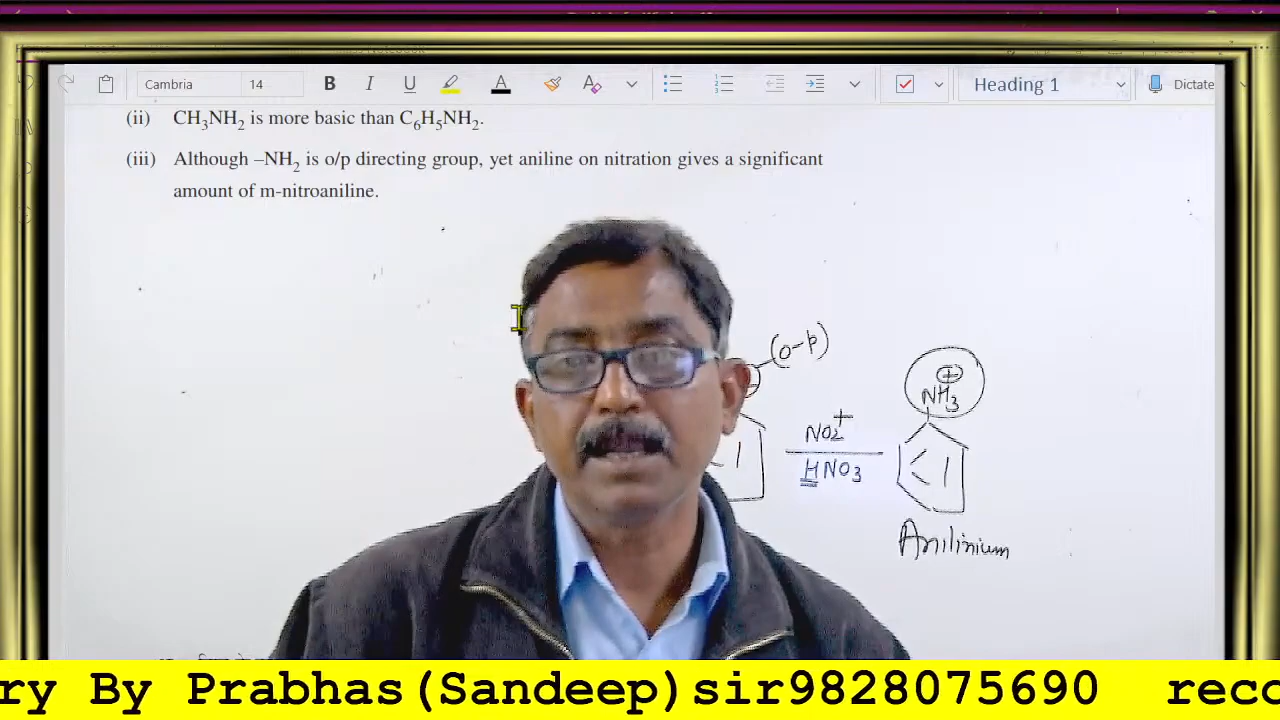 Cambria 14 B I U A A Heading 1 Dictate
(ii) CH₃NH₂ is more basic than C₆H₅NH₂.
(iii) Although –NH₂ is o/p directing group, yet aniline on nitration gives a significant
amount of m-nitroaniline.
(o-p)
NO₂⁺
HNO₃
⊕
NH₃
Anilinium
ry By Prabhas(Sandeep)sir9828075690 reco